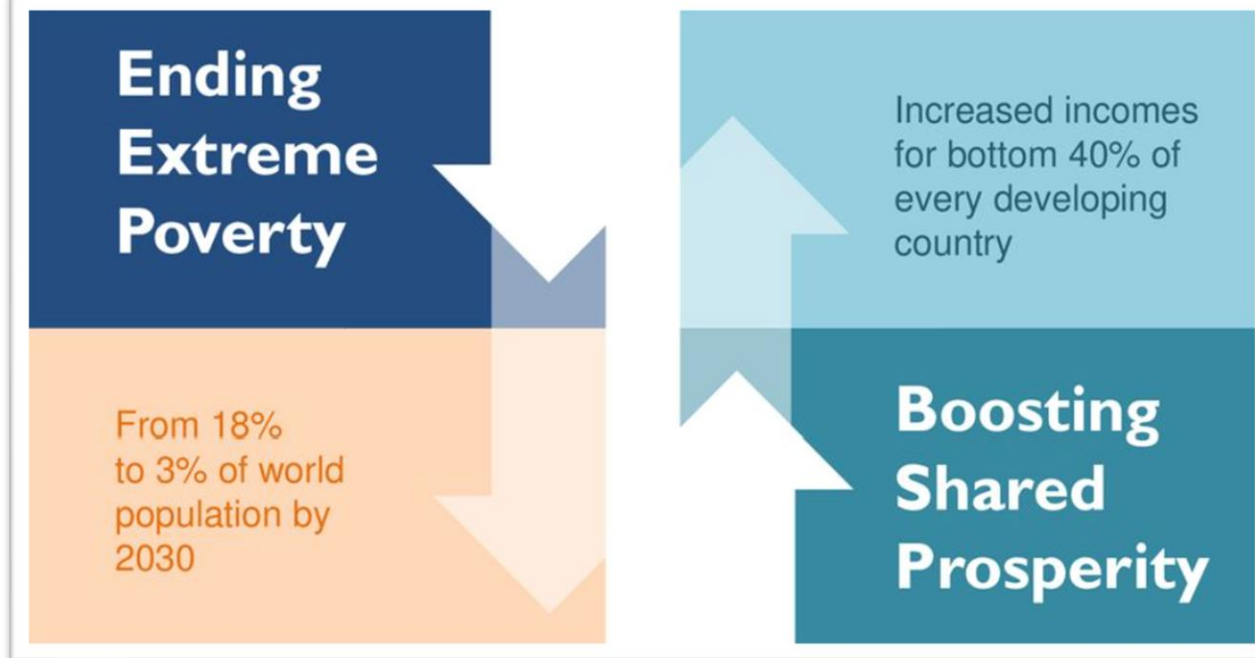 Ending
Extreme
Poverty
From 18%
to 3% of world
population by
2030
Increased incomes
for bottom 40% of
every developing
country
Boosting
Shared
Prosperity